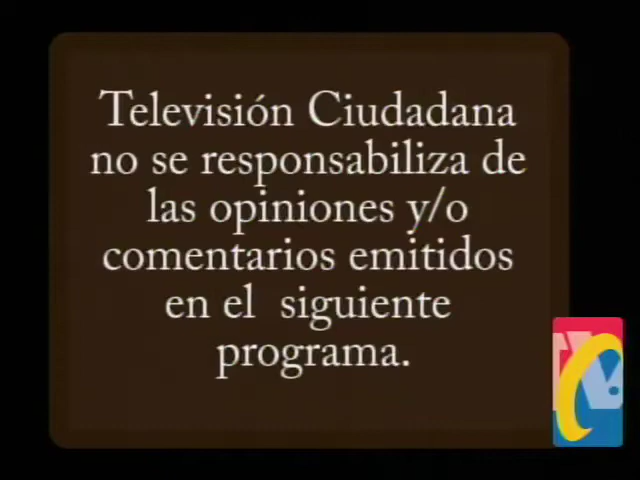 Televisión Ciudadana
no se responsabiliza de
las opiniones y/o
comentarios emitidos
en el siguiente
programa.